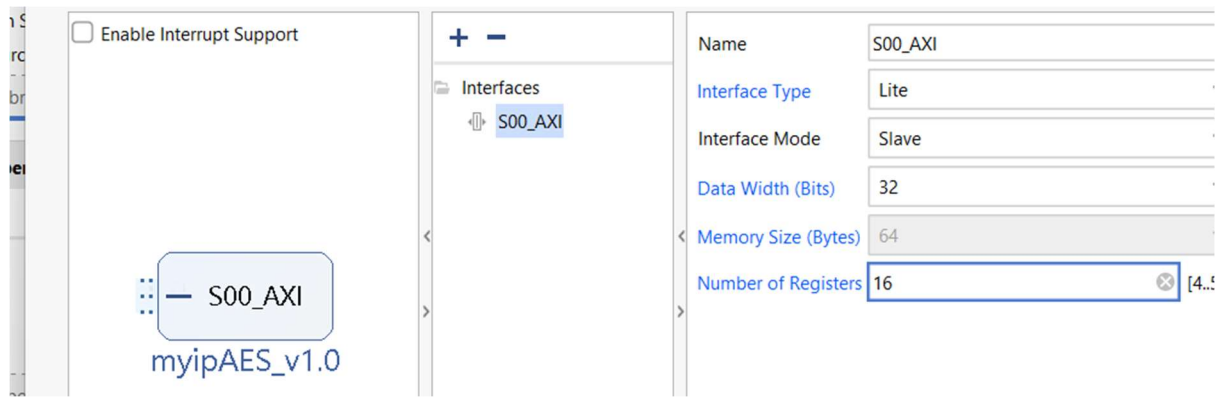 Enable Interrupt Support
Interfaces
S00_AXI
Name S00_AXI
Interface Type Lite
Interface Mode Slave
Data Width (Bits) 32
Memory Size (Bytes) 64
Number of Registers 16
S00_AXI
myipAES_v1.0